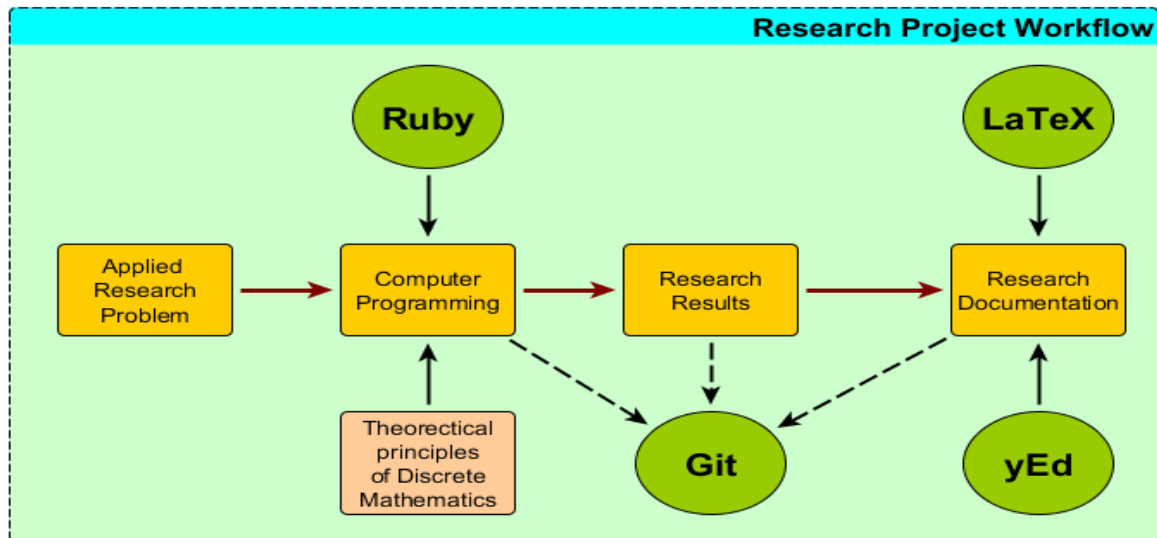 Research Project Workflow
Ruby
LaTeX
Applied
Research
Problem
Computer
Programming
Research
Results
Research
Documentation
Theorectical
principles
of Discrete
Mathematics
Git
yEd